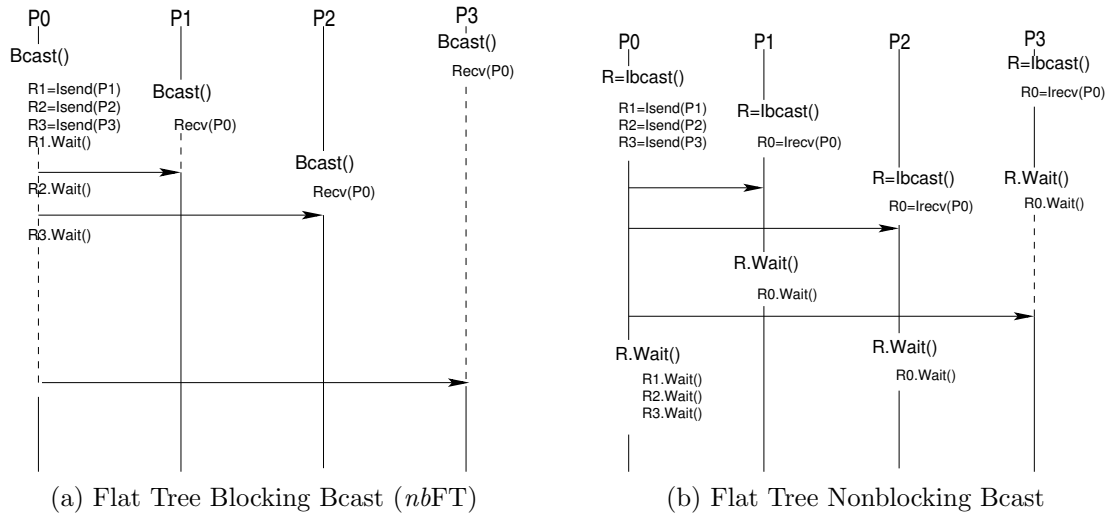 P0
P1
P2
P3
Bcast()
R1=Isend(P1)
R2=Isend(P2)
R3=Isend(P3)
R1.Wait()
R2.Wait()
R3.Wait()
Bcast()
Recv(P0)
Bcast()
Recv(P0)
Bcast()
Recv(P0)
(a) Flat Tree Blocking Bcast (nbFT)
P0
P1
P2
P3
R=Ibcast()
R1=Isend(P1)
R2=Isend(P2)
R3=Isend(P3)
R.Wait()
R1.Wait()
R2.Wait()
R3.Wait()
R=Ibcast()
R0=Irecv(P0)
R.Wait()
R0.Wait()
R=Ibcast()
R0=Irecv(P0)
R.Wait()
R0.Wait()
R=Ibcast()
R0=Irecv(P0)
R.Wait()
R0.Wait()
(b) Flat Tree Nonblocking Bcast